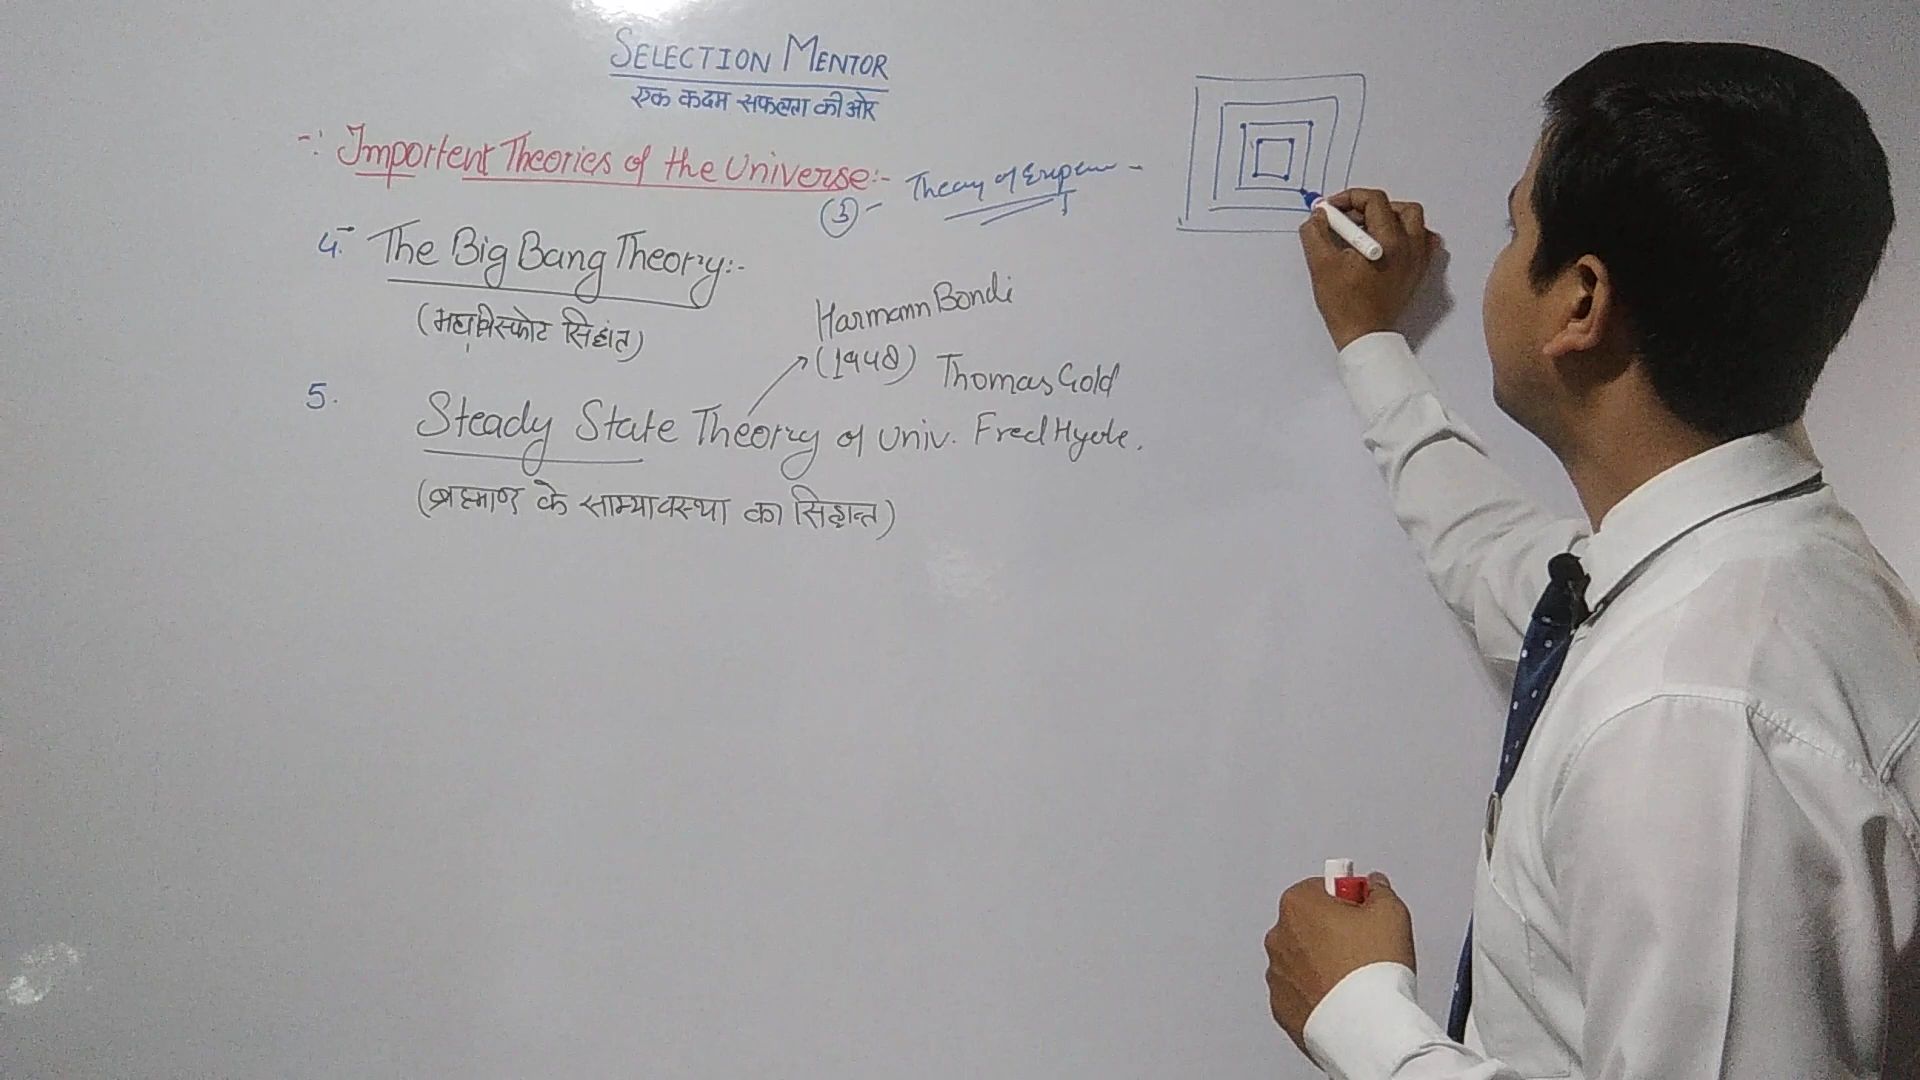 SELECTION MENTOR
एक कदम सफलता की ओर
-: Importent Theories of the Universe:-
Theory of
(3) -
4. The Big Bang Theory:-
(महाविस्फोट सिद्धांत)
Harmann Bondi
(1948) Thomas Gold
5. Steady State Theory of Univ. Fred Hyole.
(ब्रह्माण्ड के साम्यावस्था का सिद्धान्त)